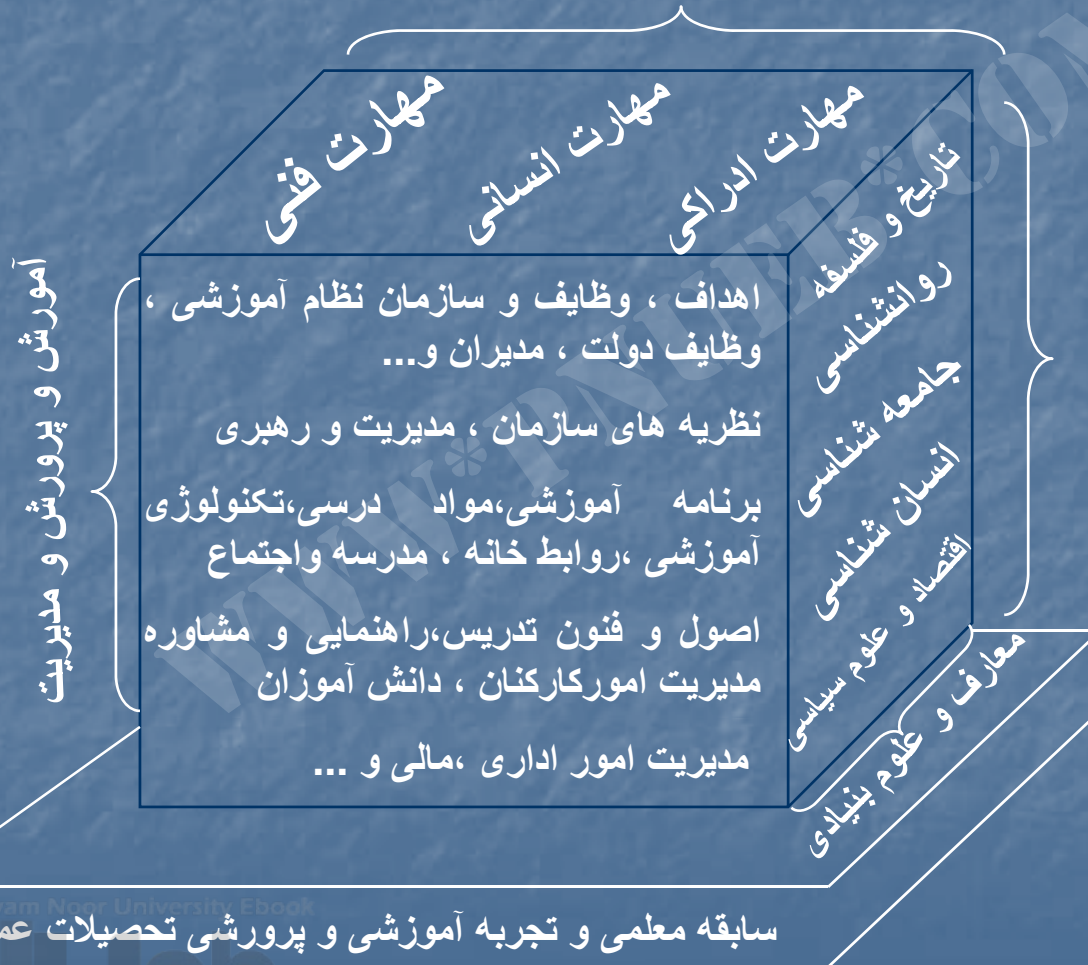 مهارت فنی
مهارت انسانی
مهارت ادراکی
تاریخ و فلسفه
روانشناسی
جامعه شناسی
انسان شناسی
اقتصاد و علوم سیاسی
معارف و علوم بنیادی
آموزش و پرورش و مدیریت
اهداف ، وظایف و سازمان نظام آموزشی ،
وظایف دولت ، مدیران و...
نظریه های سازمان ، مدیریت و رهبری
برنامه آموزشی،مواد درسی،تکنولوژی
آموزشی ،روابط خانه ، مدرسه واجتماع
اصول و فنون تدریس،راهنمایی و مشاوره
مدیریت امورکارکنان ، دانش آموزان
مدیریت امور اداری ،مالی و ...
سابقه معلمی و تجربه آموزشی و پرورشی تحصیلات
Noor University Ebook
WWW*PNUEB*CO